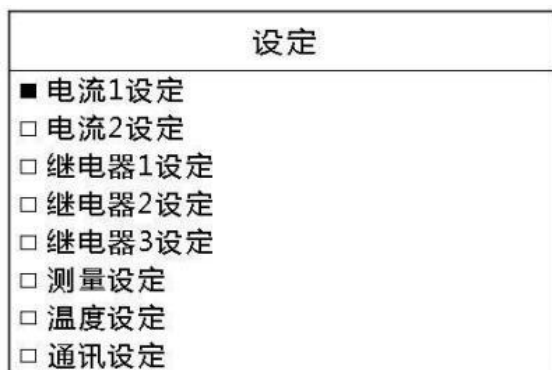 设定
■ 电流1设定
□ 电流2设定
□ 继电器1设定
□ 继电器2设定
□ 继电器3设定
□ 测量设定
□ 温度设定
□ 通讯设定